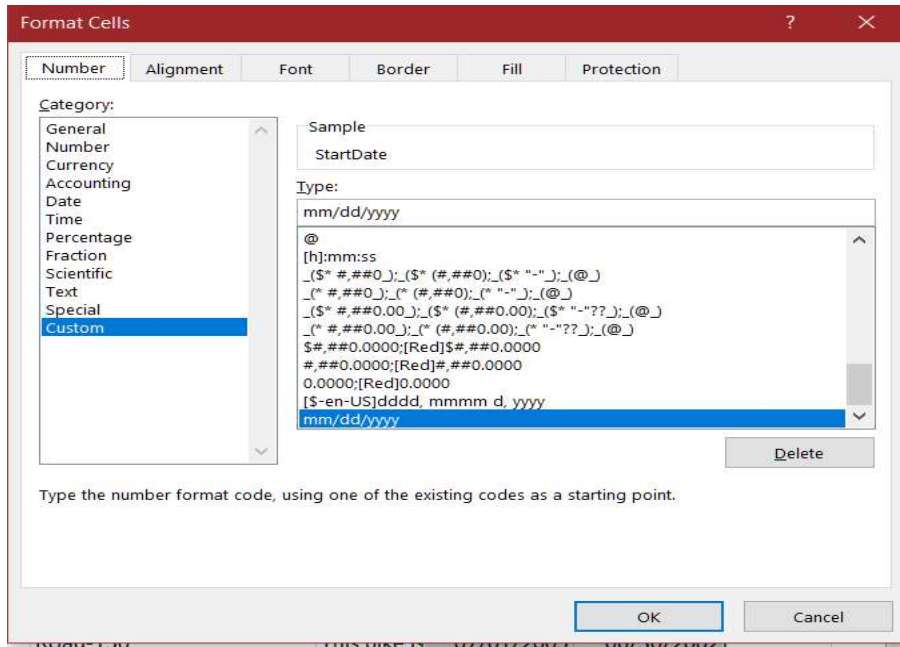 Format Cells ? ×
Number Alignment Font Border Fill Protection
Category:
General
Number
Currency
Accounting
Date
Time
Percentage
Fraction
Scientific
Text
Special
Custom
Sample
StartDate
Type:
mm/dd/yyyy
@
[h]:mm:ss
_($* #,##0_);_($* (#,##0);_($* "-"_);_(@_)
_(* #,##0_);_(* (#,##0);_(* "-"_);_(@_)
_($* #,##0.00_);_($* (#,##0.00);_($* "-"??_);_(@_)
_(* #,##0.00_);_(* (#,##0.00);_(* "-"??_);_(@_)
$#,##0.0000;[Red]$#,##0.0000
#,##0.0000;[Red]#,##0.0000
0.0000;[Red]0.0000
[$-en-US]dddd, mmmm d, yyyy
mm/dd/yyyy
Delete
Type the number format code, using one of the existing codes as a starting point.
OK Cancel